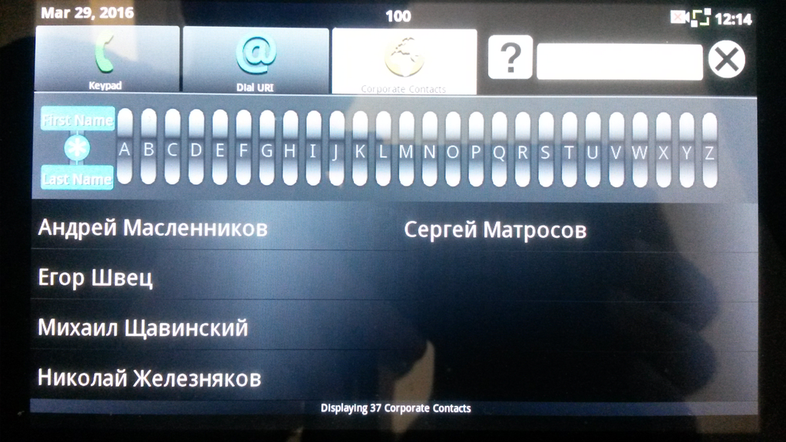 Mar 29, 2016 100 12:14
Keypad Dial URI Corporate Contacts ?
First Name
A B C D E F G H I J K L M N O P Q R S T U V W X Y Z
Last Name
Андрей Масленников Сергей Матросов
Егор Швец
Михаил Щавинский
Николай Железняков
Displaying 37 Corporate Contacts